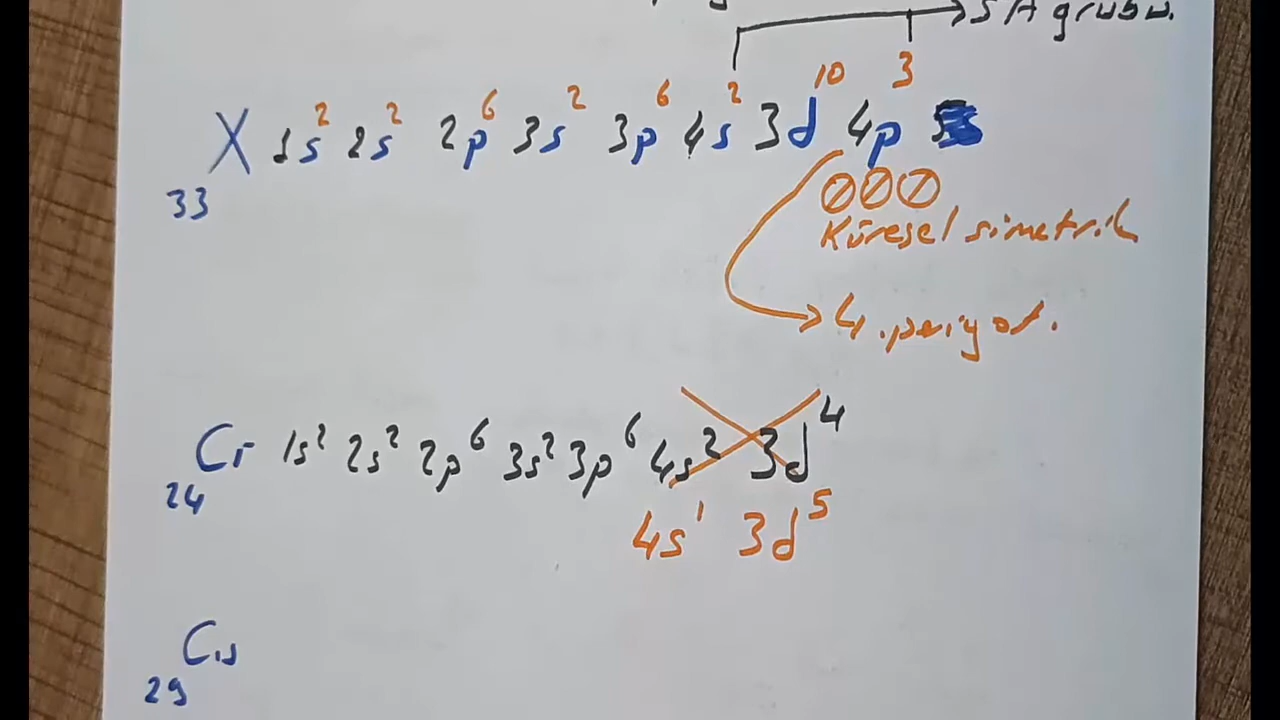 5A grubu.
X 1s² 2s² 2p⁶ 3s² 3p⁶ 4s² 3d¹⁰ 4p³
33
Küresel simetrik
4. periyot.
Cr 1s² 2s² 2p⁶ 3s² 3p⁶ 4s² 3d⁴
24
4s¹ 3d⁵
Cu
29